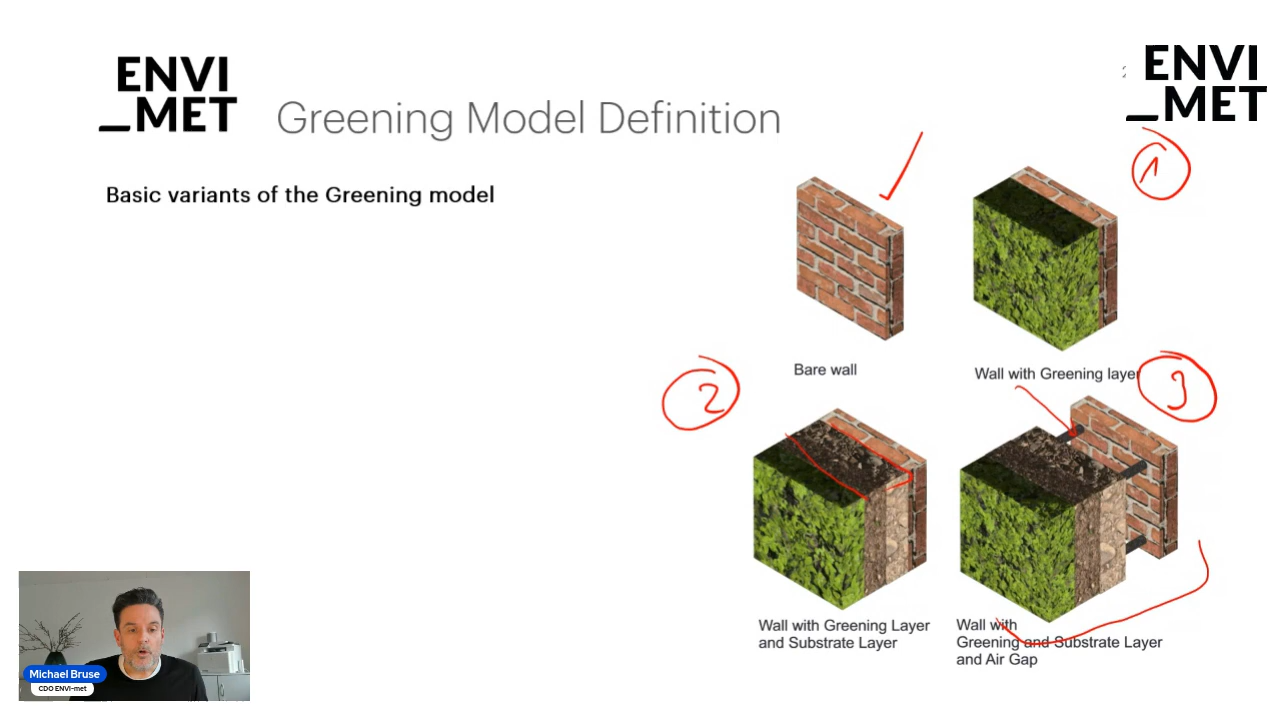 ENVI
_MET
Greening Model Definition
ENVI
_MET
Basic variants of the Greening model
1
Bare wall
Wall with Greening layer
2
3
Wall with Greening Layer
and Substrate Layer
Wall with
Greening and Substrate Layer
and Air Gap
Michael Bruse
CDO ENVI-met